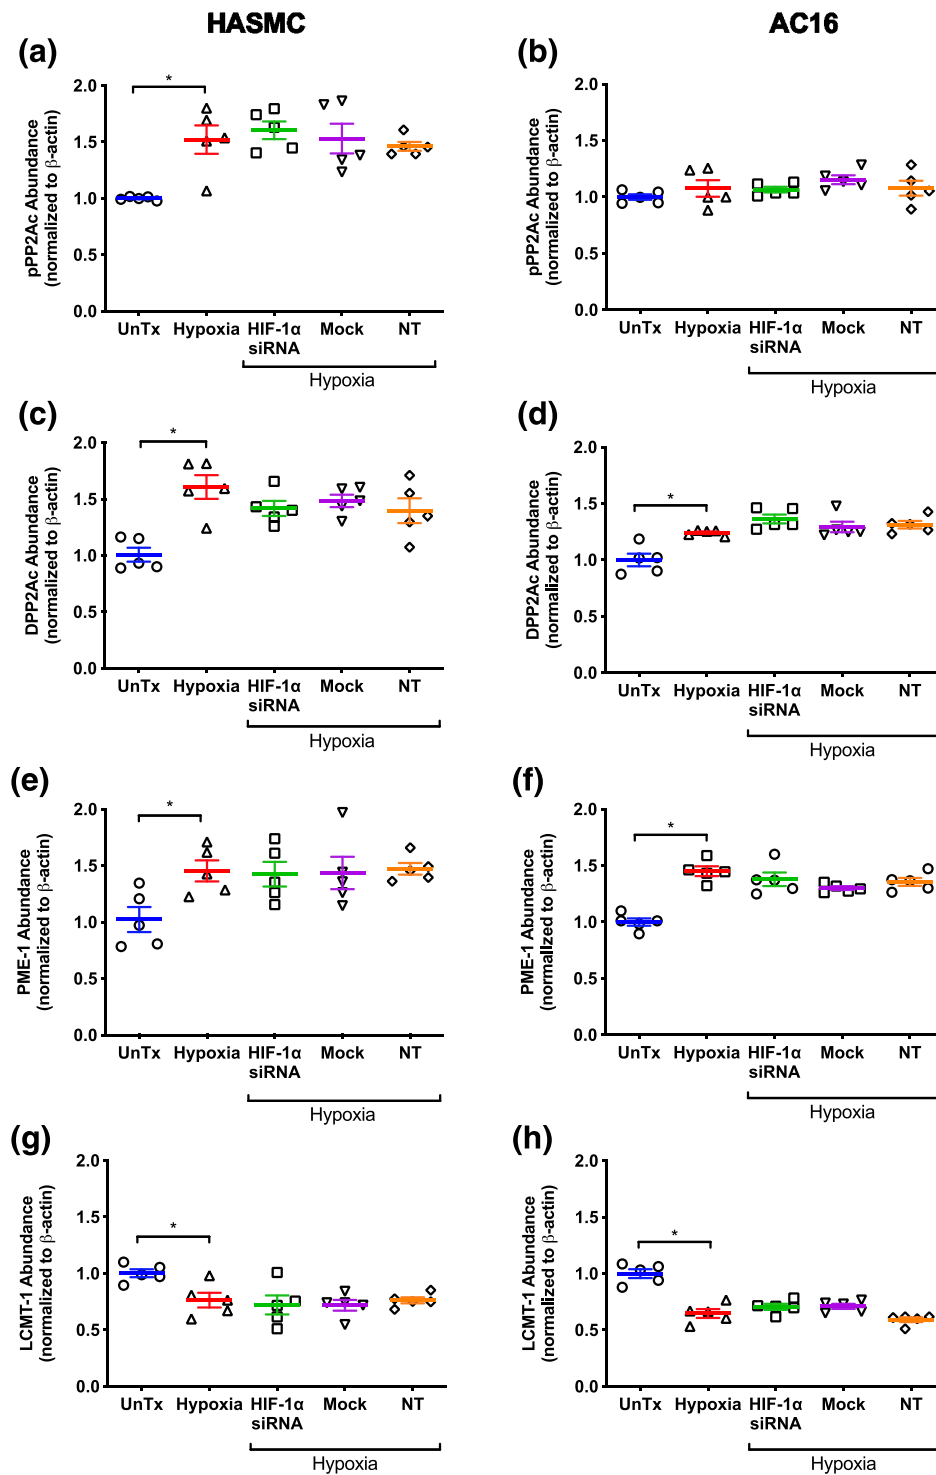 HASMC
AC16
(a)
pPP2Ac Abundance
(normalized to β-actin)
2.0
1.5
1.0
0.5
0.0
*
UnTx
Hypoxia
HIF-1α
siRNA
Mock
NT
Hypoxia
(b)
pPP2Ac Abundance
(normalized to β-actin)
2.0
1.5
1.0
0.5
0.0
UnTx
Hypoxia
HIF-1α
siRNA
Mock
NT
Hypoxia
(c)
DPP2Ac Abundance
(normalized to β-actin)
2.0
1.5
1.0
0.5
0.0
*
UnTx
Hypoxia
HIF-1α
siRNA
Mock
NT
Hypoxia
(d)
DPP2Ac Abundance
(normalized to β-actin)
2.0
1.5
1.0
0.5
0.0
*
UnTx
Hypoxia
HIF-1α
siRNA
Mock
NT
Hypoxia
(e)
PME-1 Abundance
(normalized to β-actin)
2.0
1.5
1.0
0.5
0.0
*
UnTx
Hypoxia
HIF-1α
siRNA
Mock
NT
Hypoxia
(f)
PME-1 Abundance
(normalized to β-actin)
2.0
1.5
1.0
0.5
0.0
*
UnTx
Hypoxia
HIF-1α
siRNA
Mock
NT
Hypoxia
(g)
LCMT-1 Abundance
(normalized to β-actin)
2.0
1.5
1.0
0.5
0.0
*
UnTx
Hypoxia
HIF-1α
siRNA
Mock
NT
Hypoxia
(h)
LCMT-1 Abundance
(normalized to β-actin)
2.0
1.5
1.0
0.5
0.0
*
UnTx
Hypoxia
HIF-1α
siRNA
Mock
NT
Hypoxia